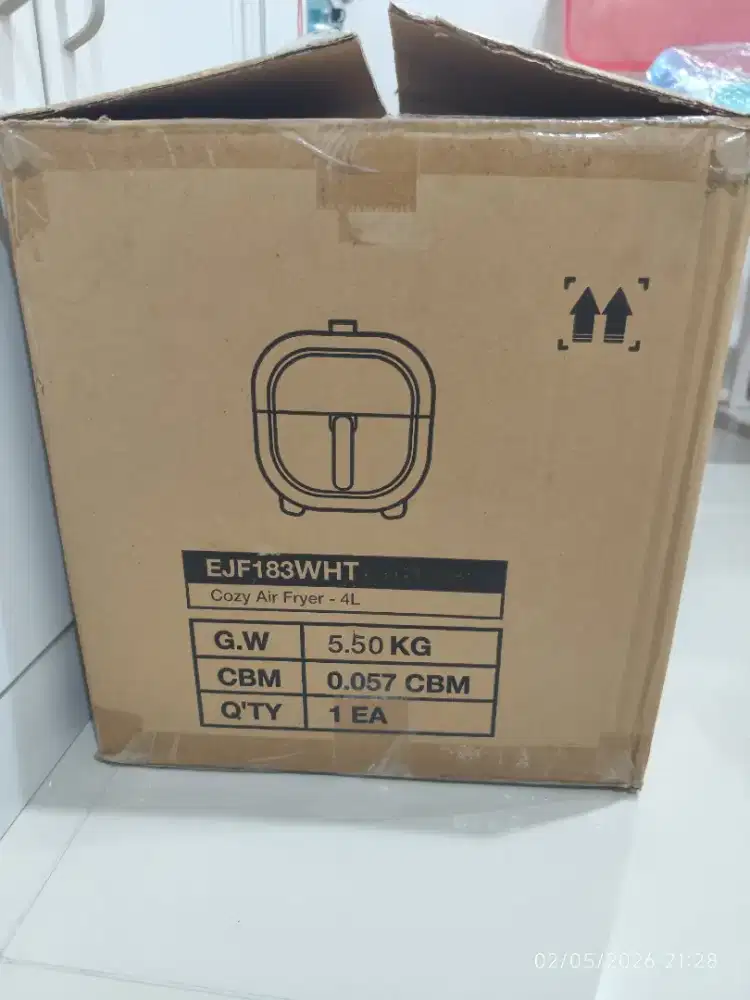 EJF183WHT
Cozy Air Fryer - 4L
G.W 5.50 KG
CBM 0.057 CBM
Q'TY 1 EA
02/05/2026 21:28